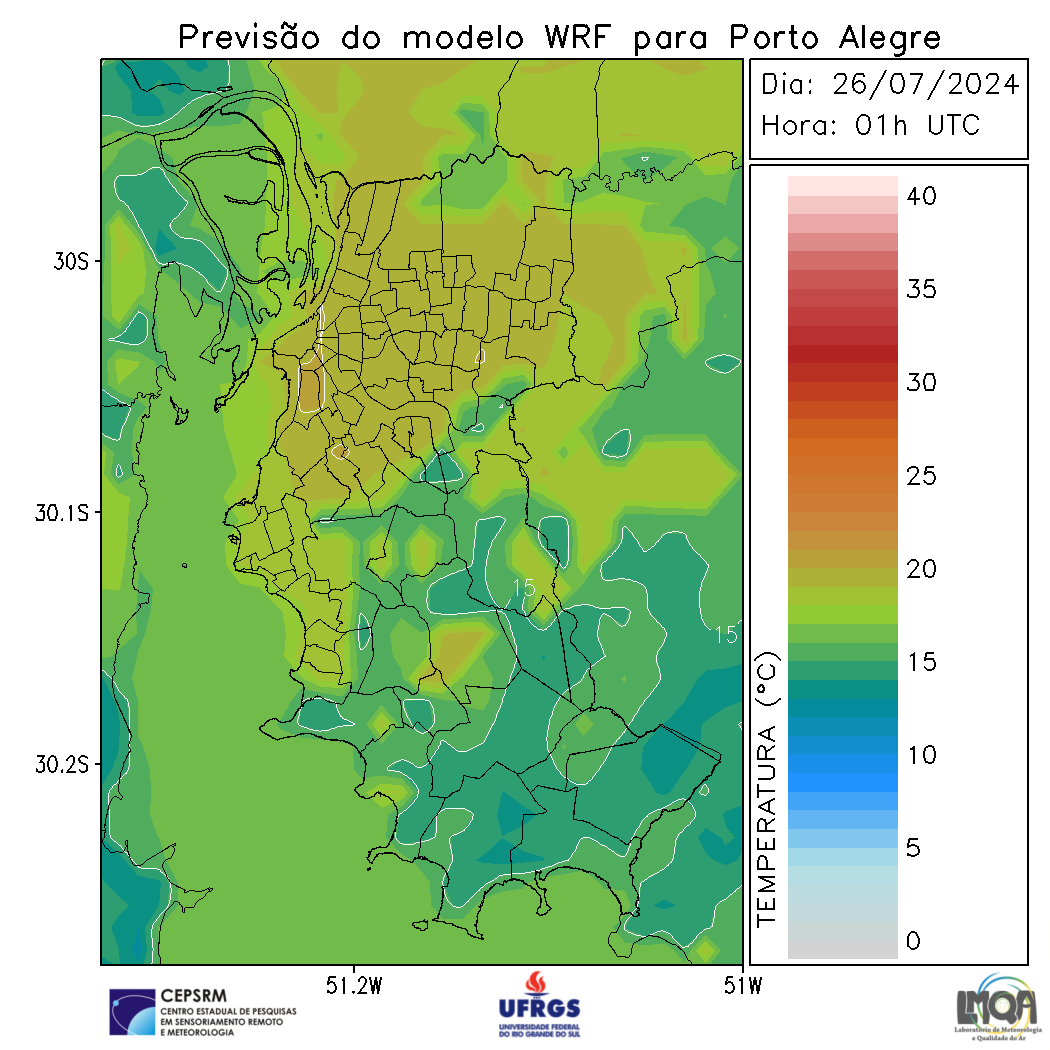 Previsão do modelo WRF para Porto Alegre
Dia: 26/07/2024
Hora: 01h UTC
30S
30.1S
30.2S
51.2W
51W
15
15
TEMPERATURA (°C)
40
35
30
25
20
15
10
5
0
CEPSRM
CENTRO ESTADUAL DE PESQUISAS
EM SENSORIAMENTO REMOTO
E METEOROLOGIA
UFRGS
UNIVERSIDADE FEDERAL
DO RIO GRANDE DO SUL
LMQA
Laboratório de Meteorologia
e Qualidade do Ar